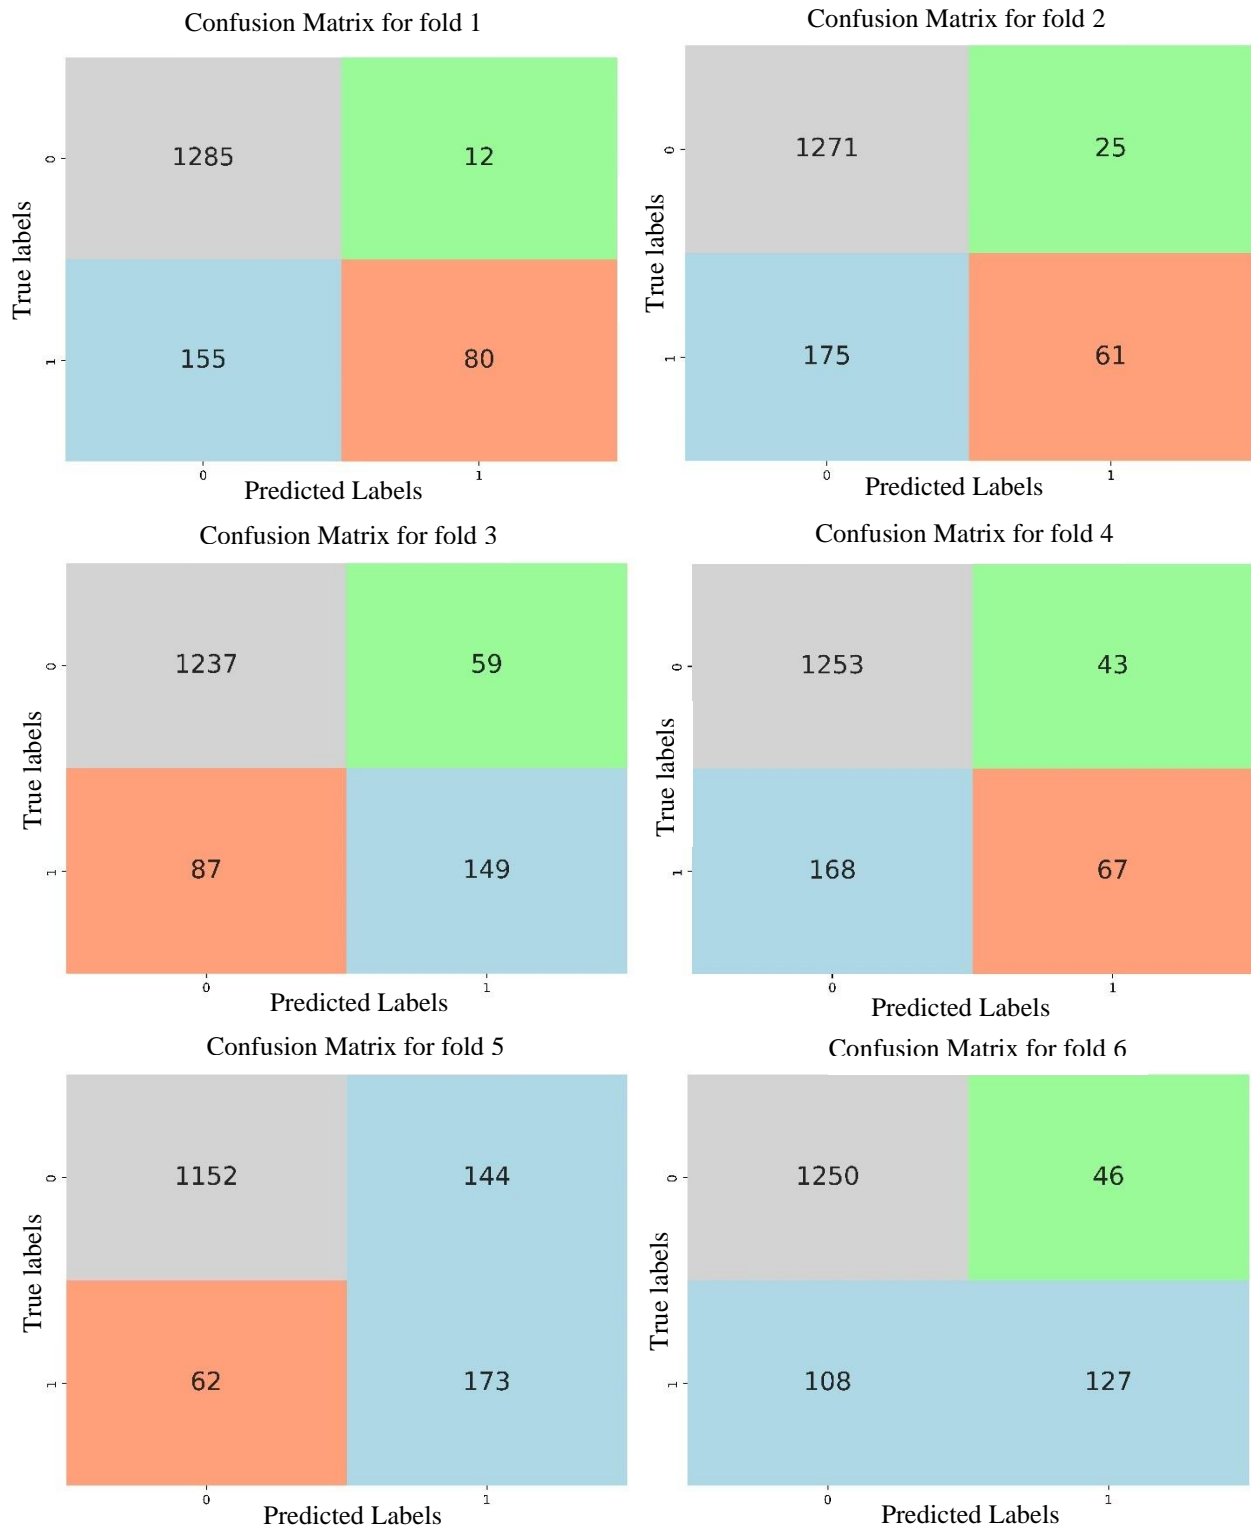 Confusion Matrix for fold 1
True labels
0
1285
12
1
155
80
0
1
Predicted Labels
Confusion Matrix for fold 2
True labels
0
1271
25
1
175
61
0
1
Predicted Labels
Confusion Matrix for fold 3
True labels
0
1237
59
1
87
149
0
1
Predicted Labels
Confusion Matrix for fold 4
True labels
0
1253
43
1
168
67
0
1
Predicted Labels
Confusion Matrix for fold 5
True labels
0
1152
144
1
62
173
0
1
Predicted Labels
Confusion Matrix for fold 6
True labels
0
1250
46
1
108
127
0
1
Predicted Labels